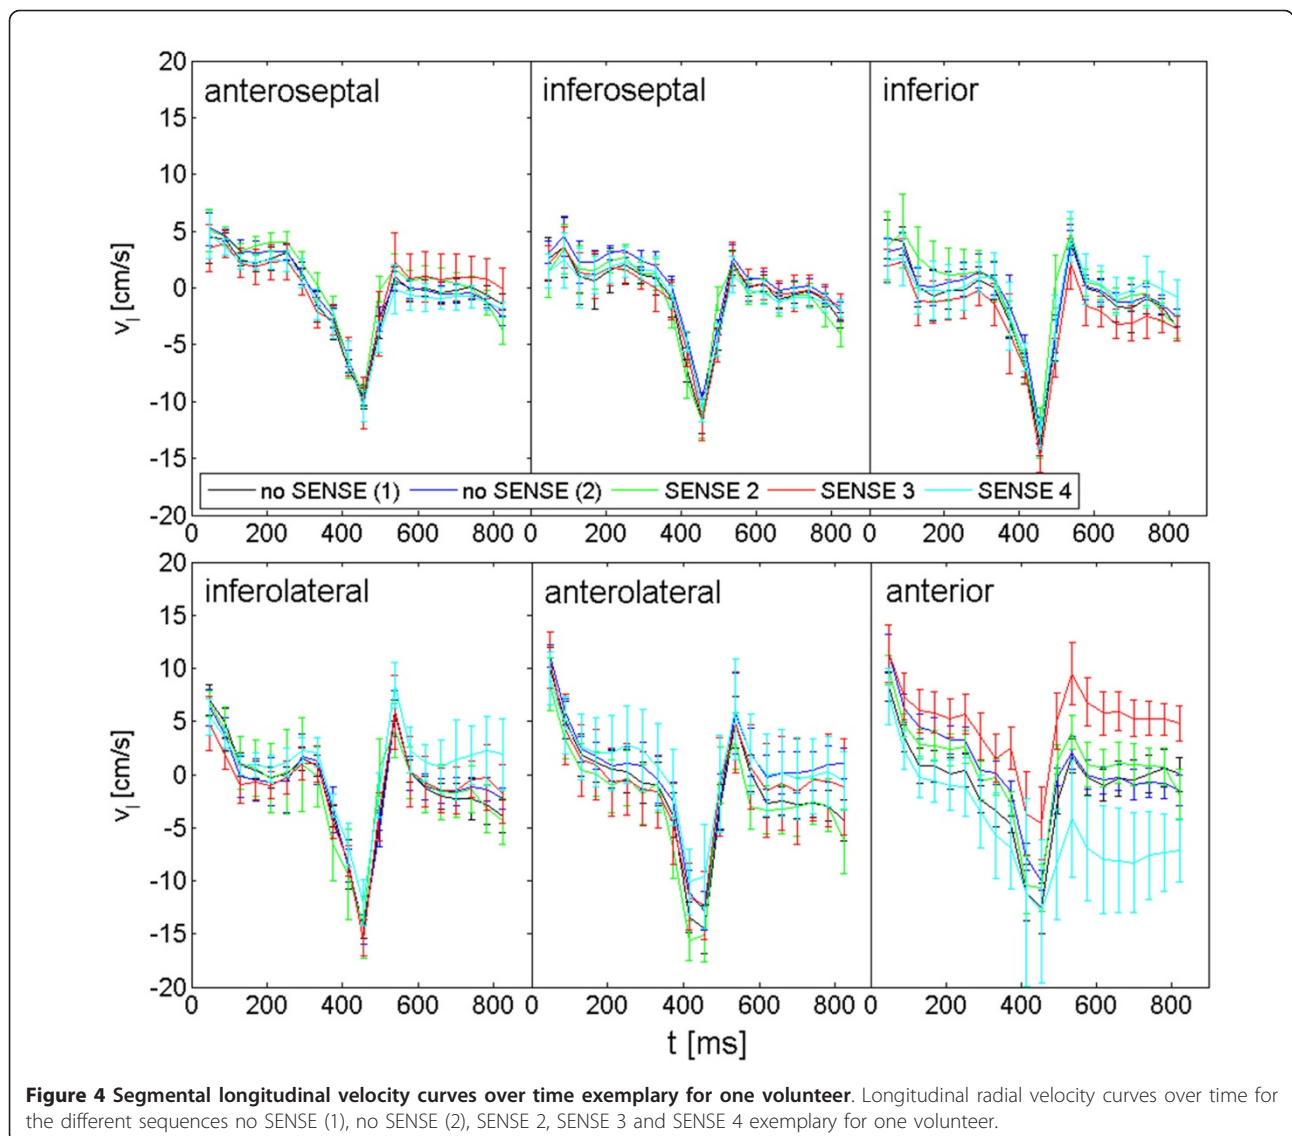 20
15
10
5
0
-5
-10
-15
-20
v_l [cm/s]
anteroseptal
inferoseptal
inferior
no SENSE (1) no SENSE (2) SENSE 2 SENSE 3 SENSE 4
0 200 400 600 800 0 200 400 600 800 0 200 400 600 800
20
15
10
5
0
-5
-10
-15
-20
v_l [cm/s]
inferolateral
anterolateral
anterior
0 200 400 600 800 0 200 400 600 800 0 200 400 600 800
t [ms]
Figure 4 Segmental longitudinal velocity curves over time exemplary for one volunteer. Longitudinal radial velocity curves over time for
the different sequences no SENSE (1), no SENSE (2), SENSE 2, SENSE 3 and SENSE 4 exemplary for one volunteer.